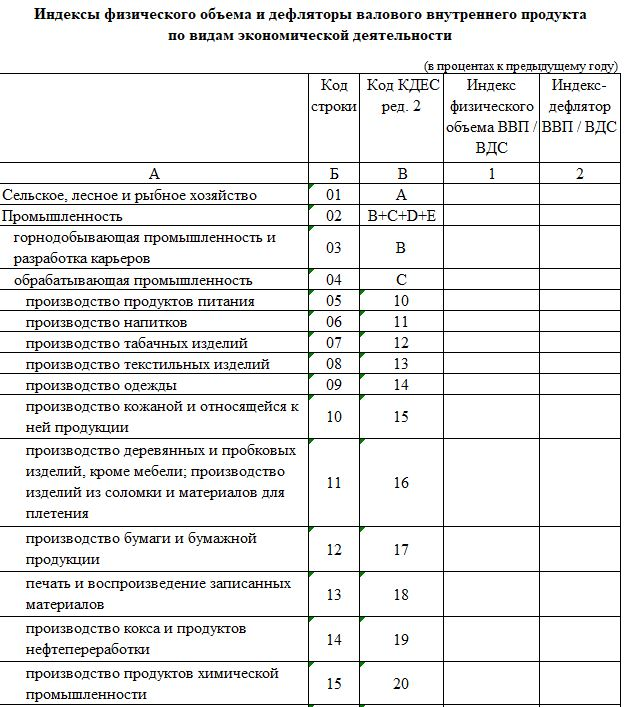 Индексы физического объема и дефляторы валового внутреннего продукта
по видам экономической деятельности
(в процентах к предыдущему году)
Код строки Код КДЕС ред. 2 Индекс физического объема ВВП / ВДС Индекс-дефлятор ВВП / ВДС
А Б В 1 2
Сельское, лесное и рыбное хозяйство 01 A
Промышленность 02 B+C+D+E
горнодобывающая промышленность и
разработка карьеров 03 B
обрабатывающая промышленность 04 C
производство продуктов питания 05 10
производство напитков 06 11
производство табачных изделий 07 12
производство текстильных изделий 08 13
производство одежды 09 14
производство кожаной и относящейся к
ней продукции 10 15
производство деревянных и пробковых
изделий, кроме мебели; производство
изделий из соломки и материалов для
плетения 11 16
производство бумаги и бумажной
продукции 12 17
печать и воспроизведение записанных
материалов 13 18
производство кокса и продуктов
нефтепереработки 14 19
производство продуктов химической
промышленности 15 20